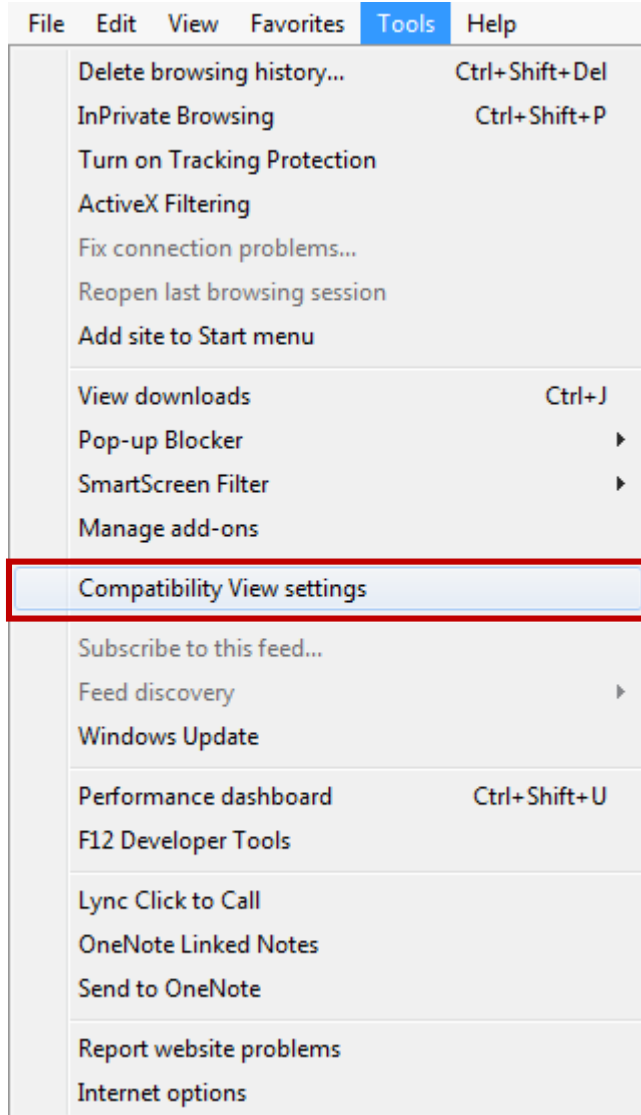 File Edit View Favorites Tools Help
Delete browsing history... Ctrl+Shift+Del
InPrivate Browsing Ctrl+Shift+P
Turn on Tracking Protection
ActiveX Filtering
Fix connection problems...
Reopen last browsing session
Add site to Start menu
View downloads Ctrl+J
Pop-up Blocker
SmartScreen Filter
Manage add-ons
Compatibility View settings
Subscribe to this feed...
Feed discovery
Windows Update
Performance dashboard Ctrl+Shift+U
F12 Developer Tools
Lync Click to Call
OneNote Linked Notes
Send to OneNote
Report website problems
Internet options